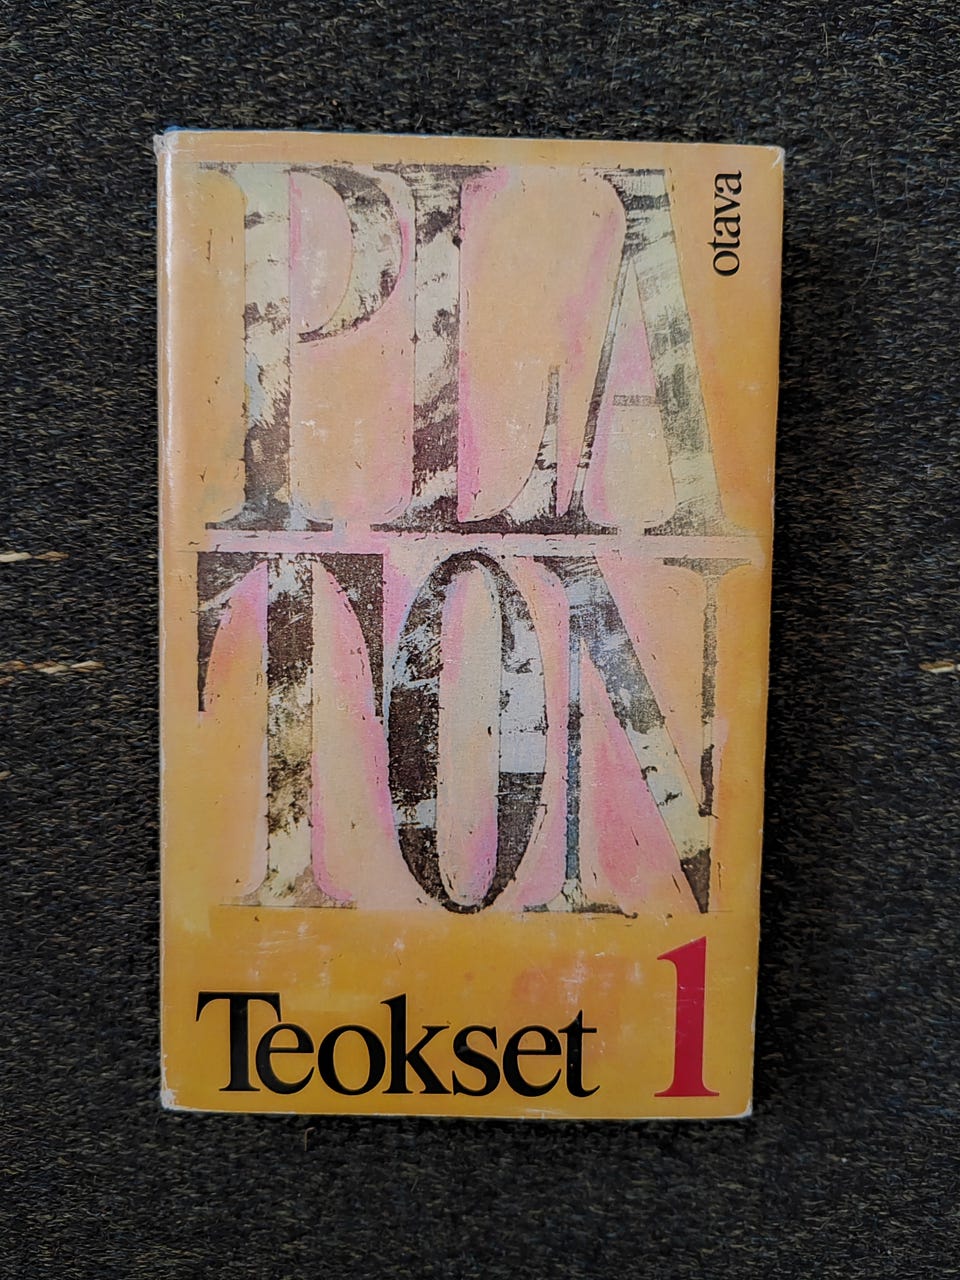 PLA
TON
otava
Teokset 1